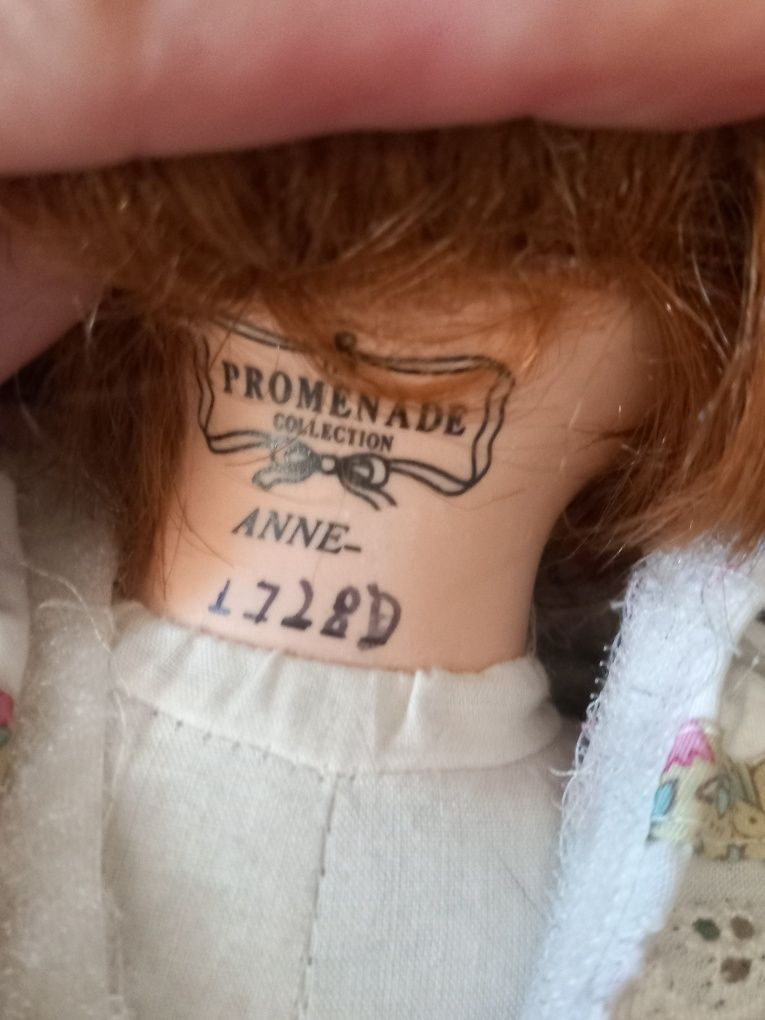 PROMENADE
COLLECTION
ANNE-
1728D